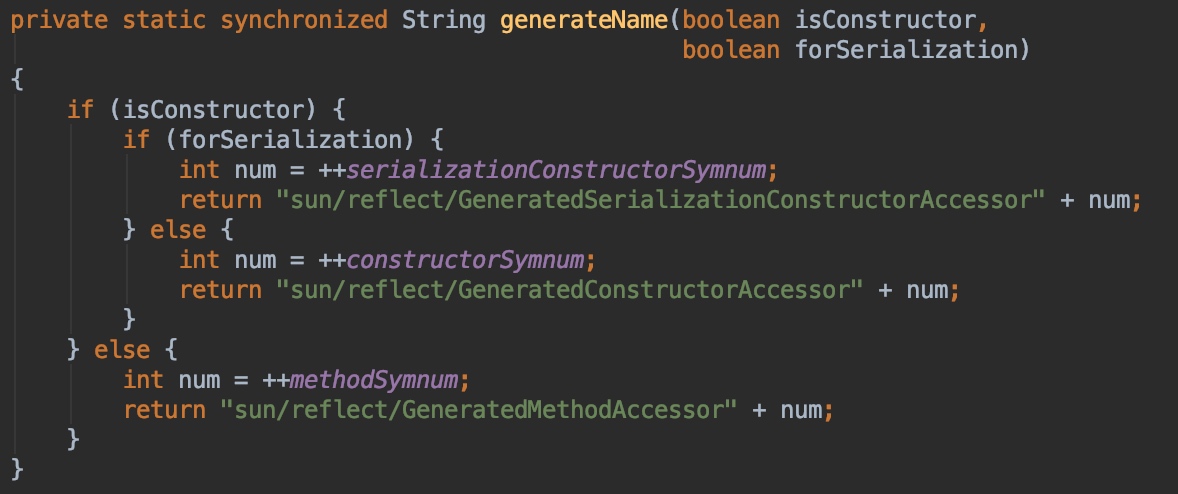 private static synchronized String generateName(boolean isConstructor,
                                                boolean forSerialization)
{
    if (isConstructor) {
        if (forSerialization) {
            int num = ++serializationConstructorSymnum;
            return "sun/reflect/GeneratedSerializationConstructorAccessor" + num;
        } else {
            int num = ++constructorSymnum;
            return "sun/reflect/GeneratedConstructorAccessor" + num;
        }
    } else {
        int num = ++methodSymnum;
        return "sun/reflect/GeneratedMethodAccessor" + num;
    }
}